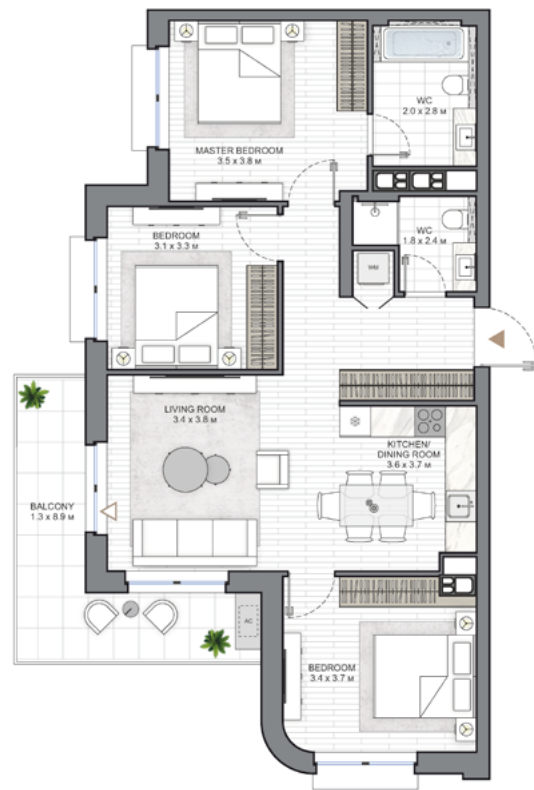 WC
2.0 x 2.8 м
MASTER BEDROOM
3.5 x 3.8 м
BEDROOM
3.1 x 3.3 м
WC
1.8 x 2.4 м
WM
LIVING ROOM
3.4 x 3.8 м
KITCHEN/
DINING ROOM
3.6 x 3.7 м
BALCONY
1.3 x 8.9 м
AC
BEDROOM
3.4 x 3.7 м